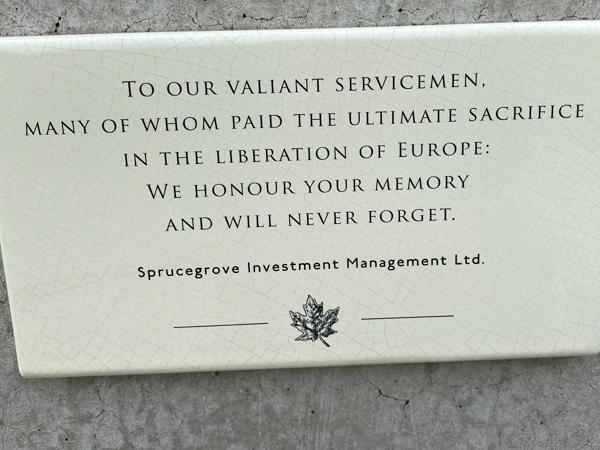 To our valiant servicemen,
many of whom paid the ultimate sacrifice
in the liberation of Europe:
We honour your memory
and will never forget.
Sprucegrove Investment Management Ltd.